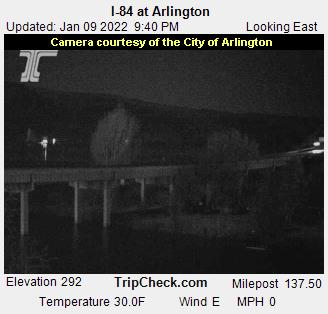 I-84 at Arlington
Updated: Jan 09 2022 9:40 PM Looking East
Camera courtesy of the City of Arlington
Elevation 292 TripCheck.com Milepost 137.50
Temperature 30.0F Wind E MPH 0